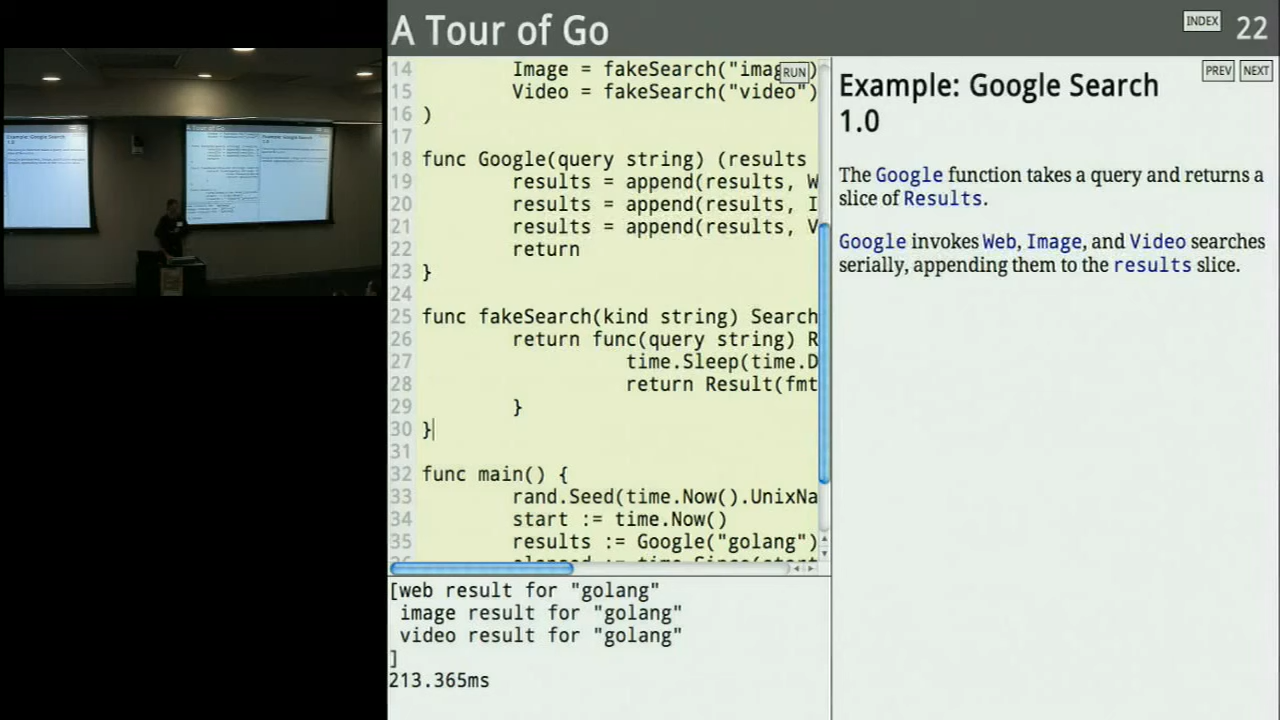 A Tour of Go
INDEX
22
14 Image = fakeSearch("imag
RUN
)
15 Video = fakeSearch("video")
16 )
17
18 func Google(query string) (results
19 results = append(results, W
20 results = append(results, I
21 results = append(results, V
22 return
23 }
24
25 func fakeSearch(kind string) Search
26 return func(query string) R
27 time.Sleep(time.D
28 return Result(fmt
29 }
30 }
31
32 func main() {
33 rand.Seed(time.Now().UnixNa
34 start := time.Now()
35 results := Google("golang")
[web result for "golang"
image result for "golang"
video result for "golang"
]
213.365ms
PREV
NEXT
Example: Google Search
1.0
The Google function takes a query and returns a
slice of Results.
Google invokes Web, Image, and Video searches
serially, appending them to the results slice.
A Tour of Go